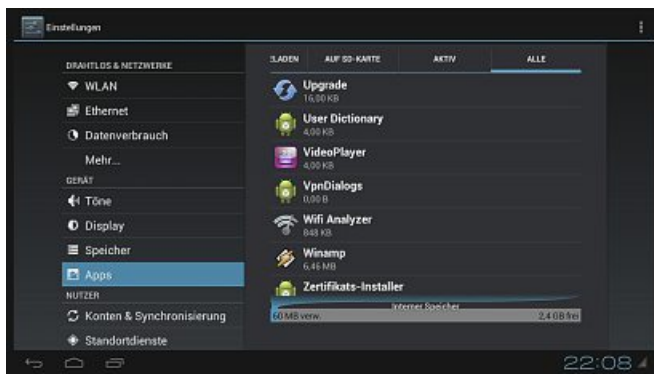 Einstellungen
DRAHTLOS & NETZWERKE
WLAN
Ethernet
Datenverbrauch
Mehr...
GERÄT
Töne
Display
Speicher
Apps
NUTZER
Konten & Synchronisierung
Standortdienste
:LADEN
AUF SD-KARTE
AKTIV
ALLE
Upgrade
16,00 KB
User Dictionary
4,00 KB
VideoPlayer
4,00 KB
VpnDialogs
0,00 B
Wifi Analyzer
848 KB
Winamp
6,46 MB
Zertifikats-Installer
Interner Speicher
60 MB verw.
2,4 GB frei
22:08